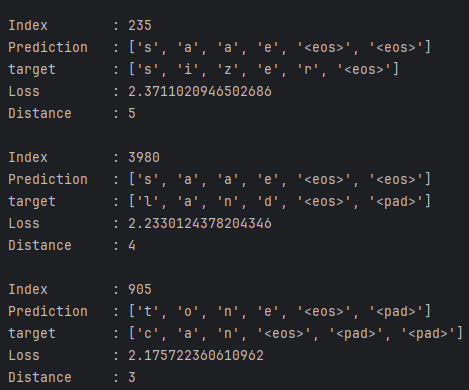 Index : 235
Prediction : ['s', 'a', 'a', 'e', '<eos>', '<eos>']
target : ['s', 'i', 'z', 'e', 'r', '<eos>']
Loss : 2.3711020946502686
Distance : 5
Index : 3980
Prediction : ['s', 'a', 'a', 'e', '<eos>', '<eos>']
target : ['l', 'a', 'n', 'd', '<eos>', '<pad>']
Loss : 2.2330124378204346
Distance : 4
Index : 905
Prediction : ['t', 'o', 'n', 'e', '<eos>', '<pad>']
target : ['c', 'a', 'n', '<eos>', '<pad>', '<pad>']
Loss : 2.175722360610962
Distance : 3